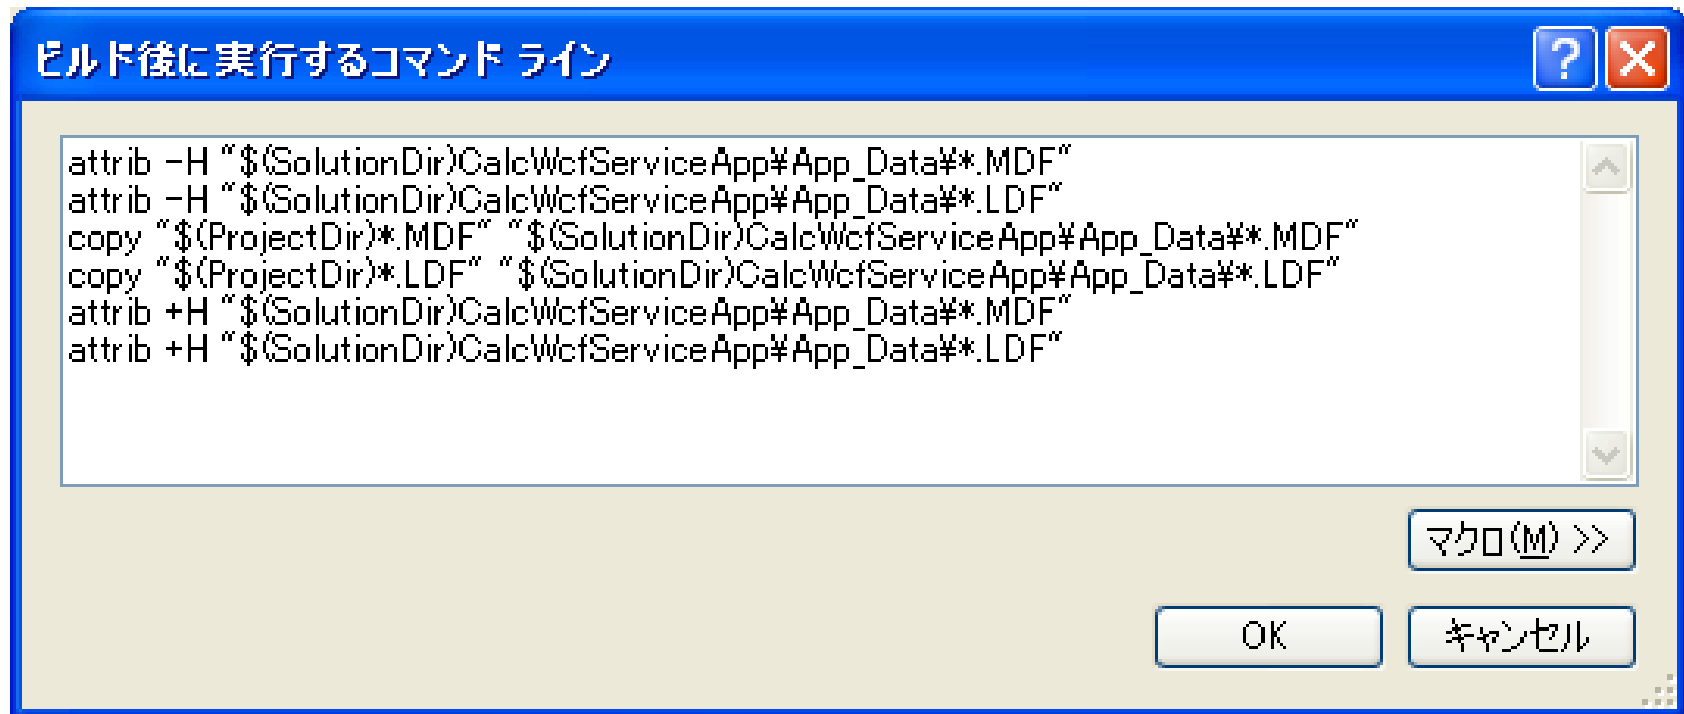 ビルド後に実行するコマンド ライン
attrib -H "$(SolutionDir)CalcWcfServiceApp¥App_Data¥*.MDF"
attrib -H "$(SolutionDir)CalcWcfServiceApp¥App_Data¥*.LDF"
copy "$(ProjectDir)*.MDF" "$(SolutionDir)CalcWcfServiceApp¥App_Data¥*.MDF"
copy "$(ProjectDir)*.LDF" "$(SolutionDir)CalcWcfServiceApp¥App_Data¥*.LDF"
attrib +H "$(SolutionDir)CalcWcfServiceApp¥App_Data¥*.MDF"
attrib +H "$(SolutionDir)CalcWcfServiceApp¥App_Data¥*.LDF"
マクロ(M) >>
OK
キャンセル